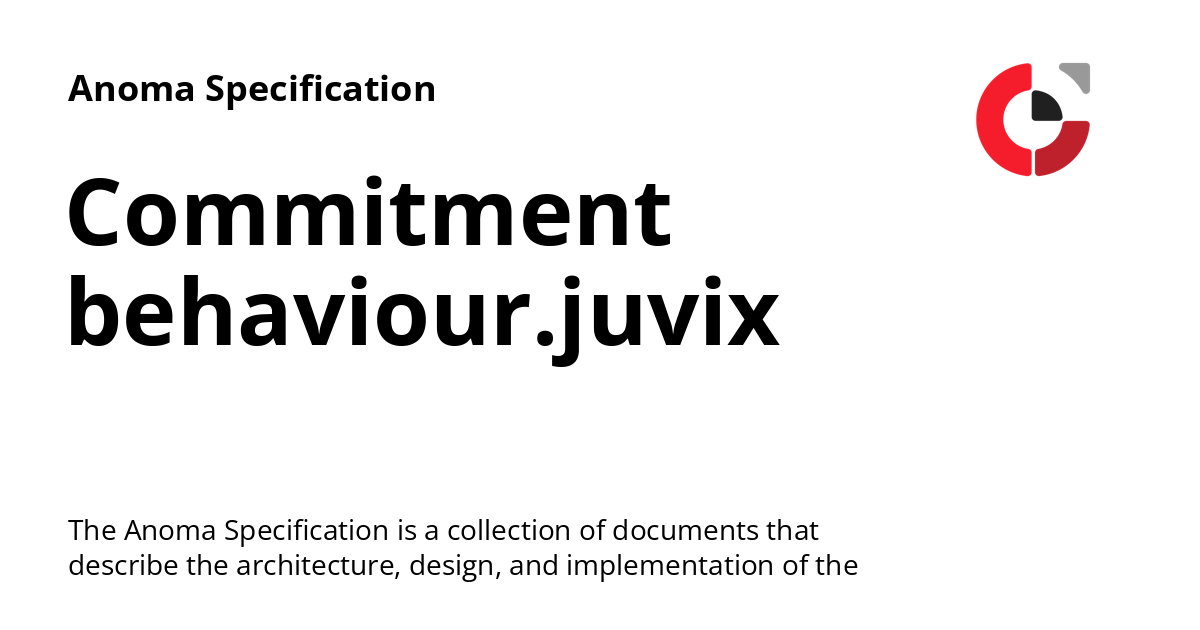 Anoma Specification
Commitment
behaviour.juvix
The Anoma Specification is a collection of documents that
describe the architecture, design, and implementation of the